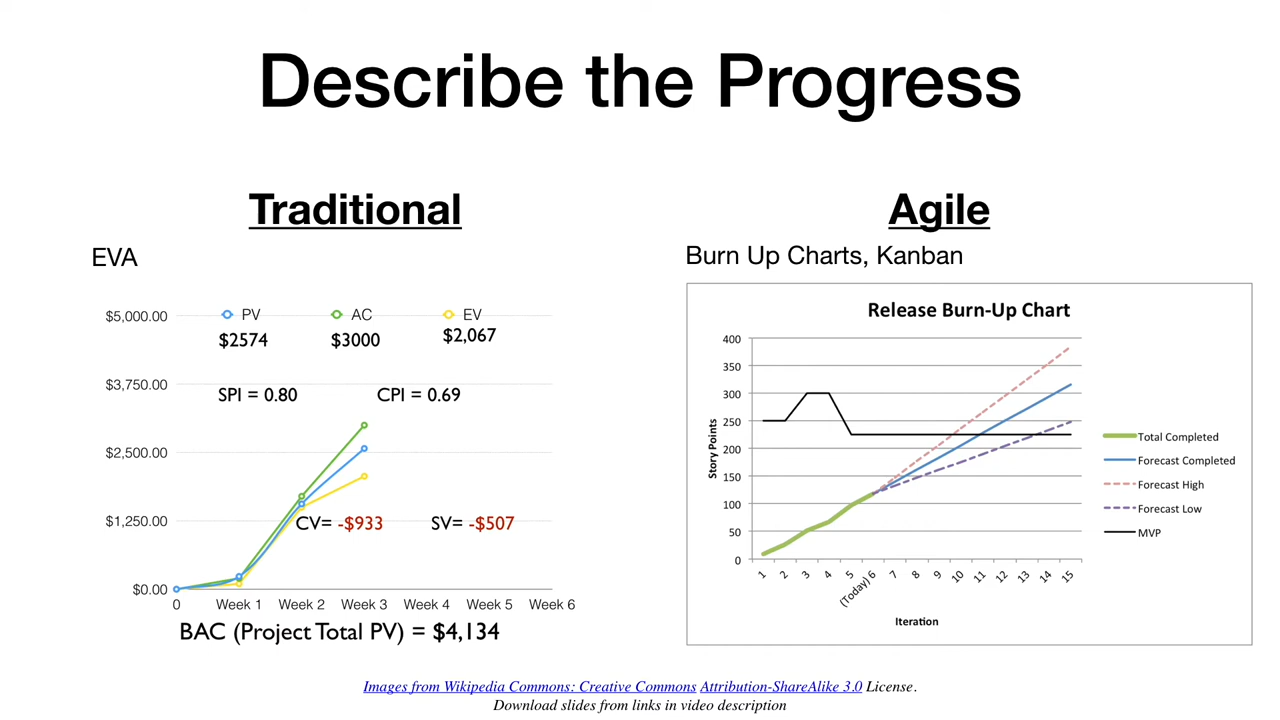 Describe the Progress
Traditional
EVA
$5,000.00
PV
AC
EV
$2574
$3000
$2,067
$3,750.00
SPI = 0.80
CPI = 0.69
$2,500.00
$1,250.00
CV= -$933
SV= -$507
$0.00
0
Week 1
Week 2
Week 3
Week 4
Week 5
Week 6
BAC (Project Total PV) = $4,134
Agile
Burn Up Charts, Kanban
Release Burn-Up Chart
400
350
300
250
200
150
100
50
0
Story Points
1
2
3
4
5
(Today) 6
7
8
9
10
11
12
13
14
15
Iteration
Total Completed
Forecast Completed
Forecast High
Forecast Low
MVP
Images from Wikipedia Commons: Creative Commons Attribution-ShareAlike 3.0 License.
Download slides from links in video description